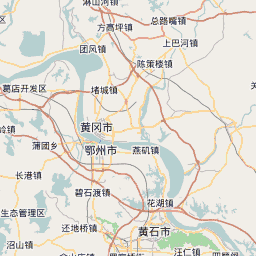 淋山河镇
总路嘴镇
方高坪镇
上巴河镇
团风镇
陈策楼镇
葛店开发区
堵城镇
黄冈市
蒲团乡
鄂州市
燕矶镇
长港镇
碧石渡镇
花湖镇
生态管理区
还地桥镇
黄石市
沼山镇
汪仁镇